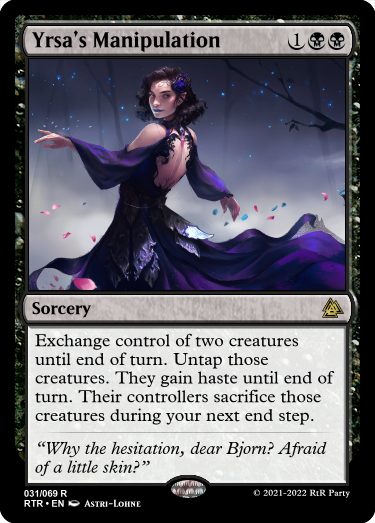 Yrsa's Manipulation 1
Sorcery
Exchange control of two creatures
until end of turn. Untap those
creatures. They gain haste until end of
turn. Their controllers sacrifice those
creatures during your next end step.
“Why the hesitation, dear Bjorn? Afraid
of a little skin?”
031/069 R
RTR • EN Astri-Lohne
© 2021-2022 RtR Party